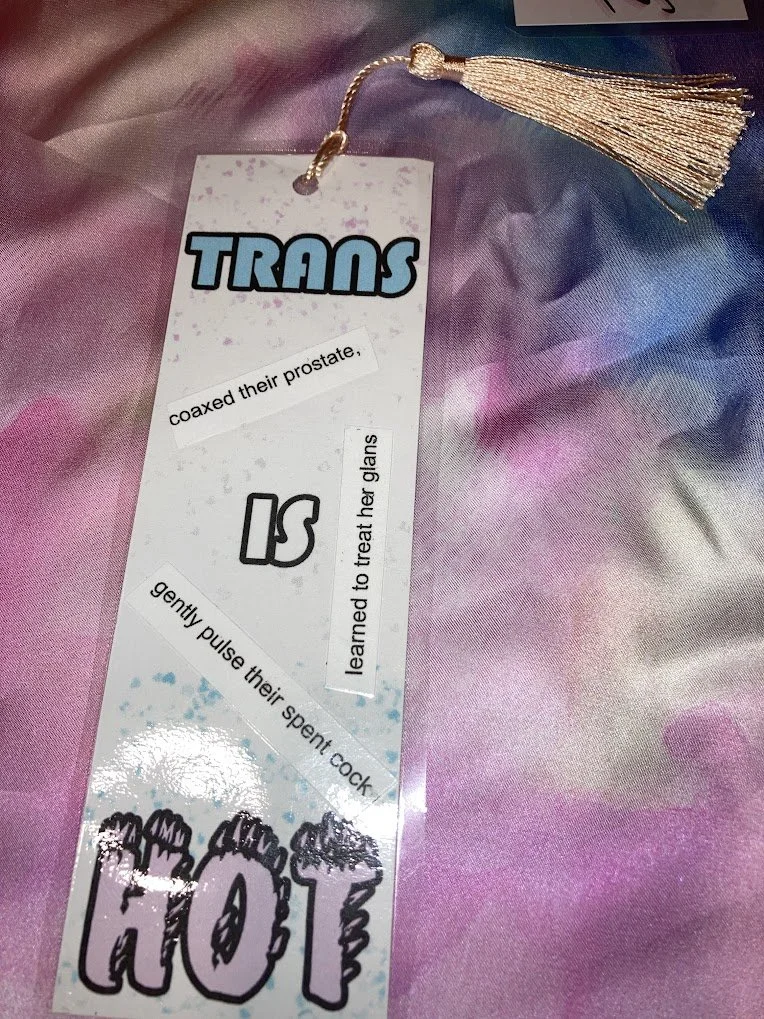 TRANS
coaxed their prostate,
learned to treat her glans
IS
gently pulse their spent cock
HOT